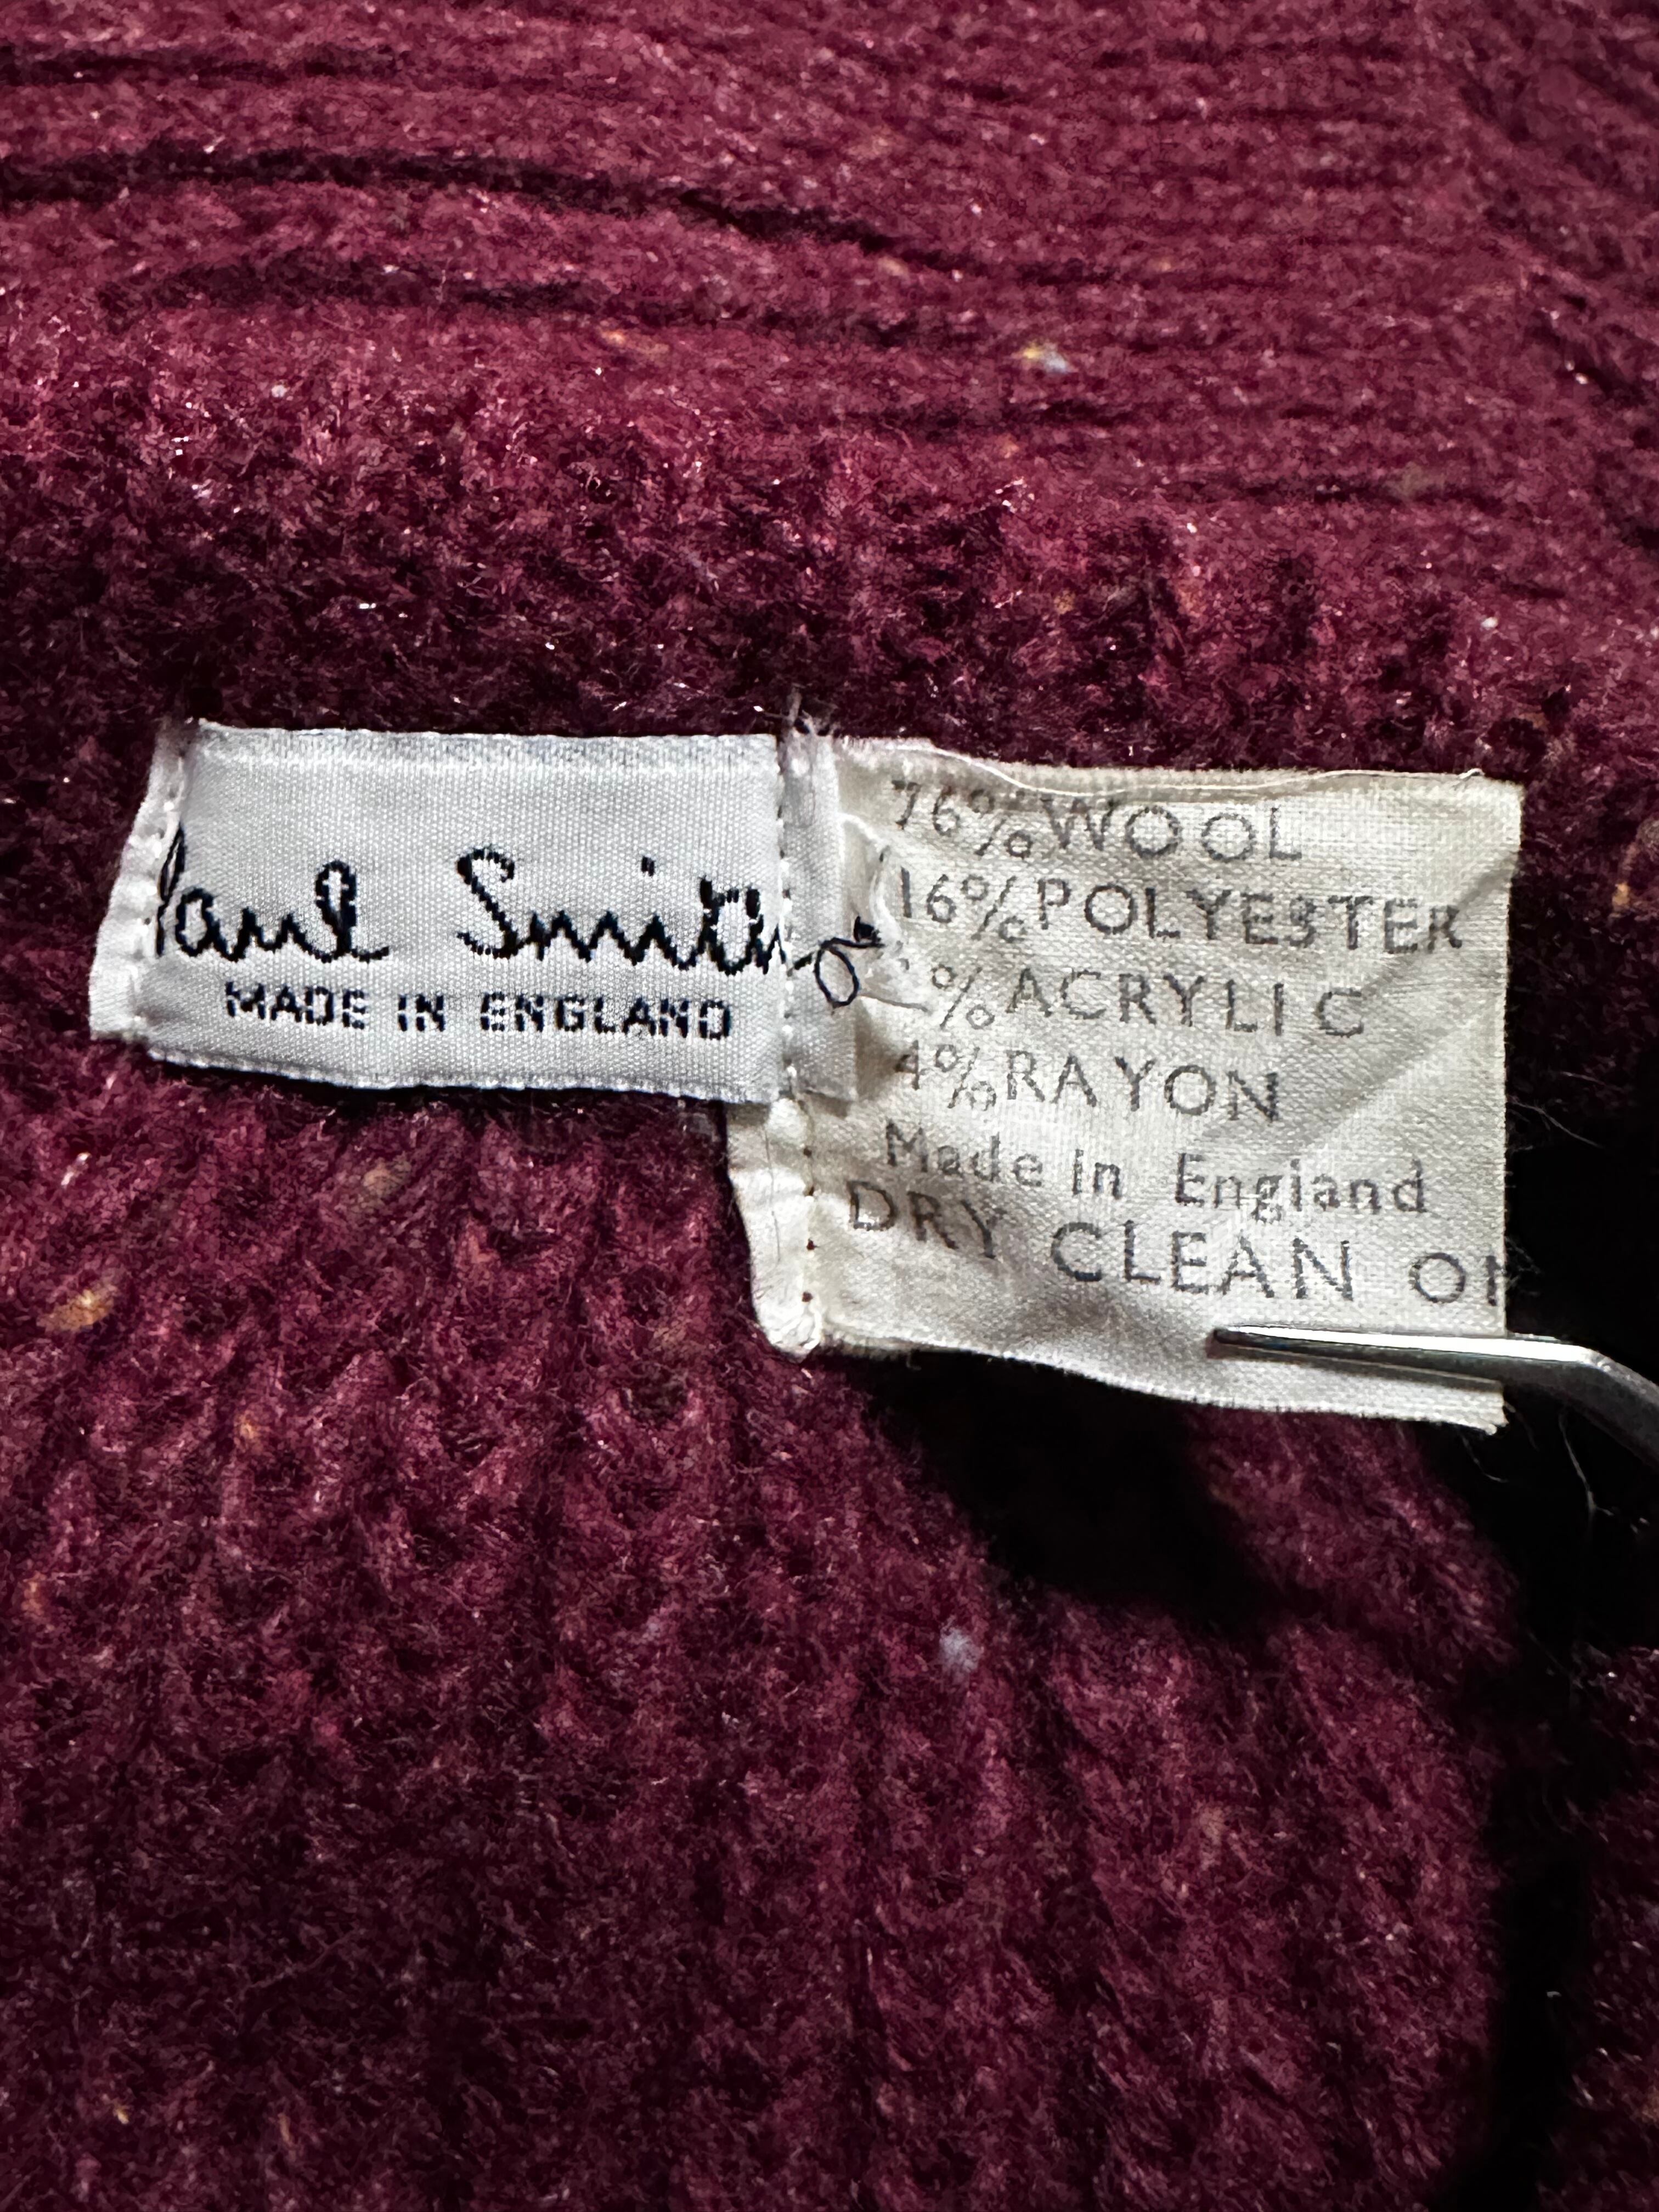 Paul Smith
MADE IN ENGLAND
76% WOOL
16% POLYESTER
% ACRYLIC
4% RAYON
Made In England
DRY CLEAN